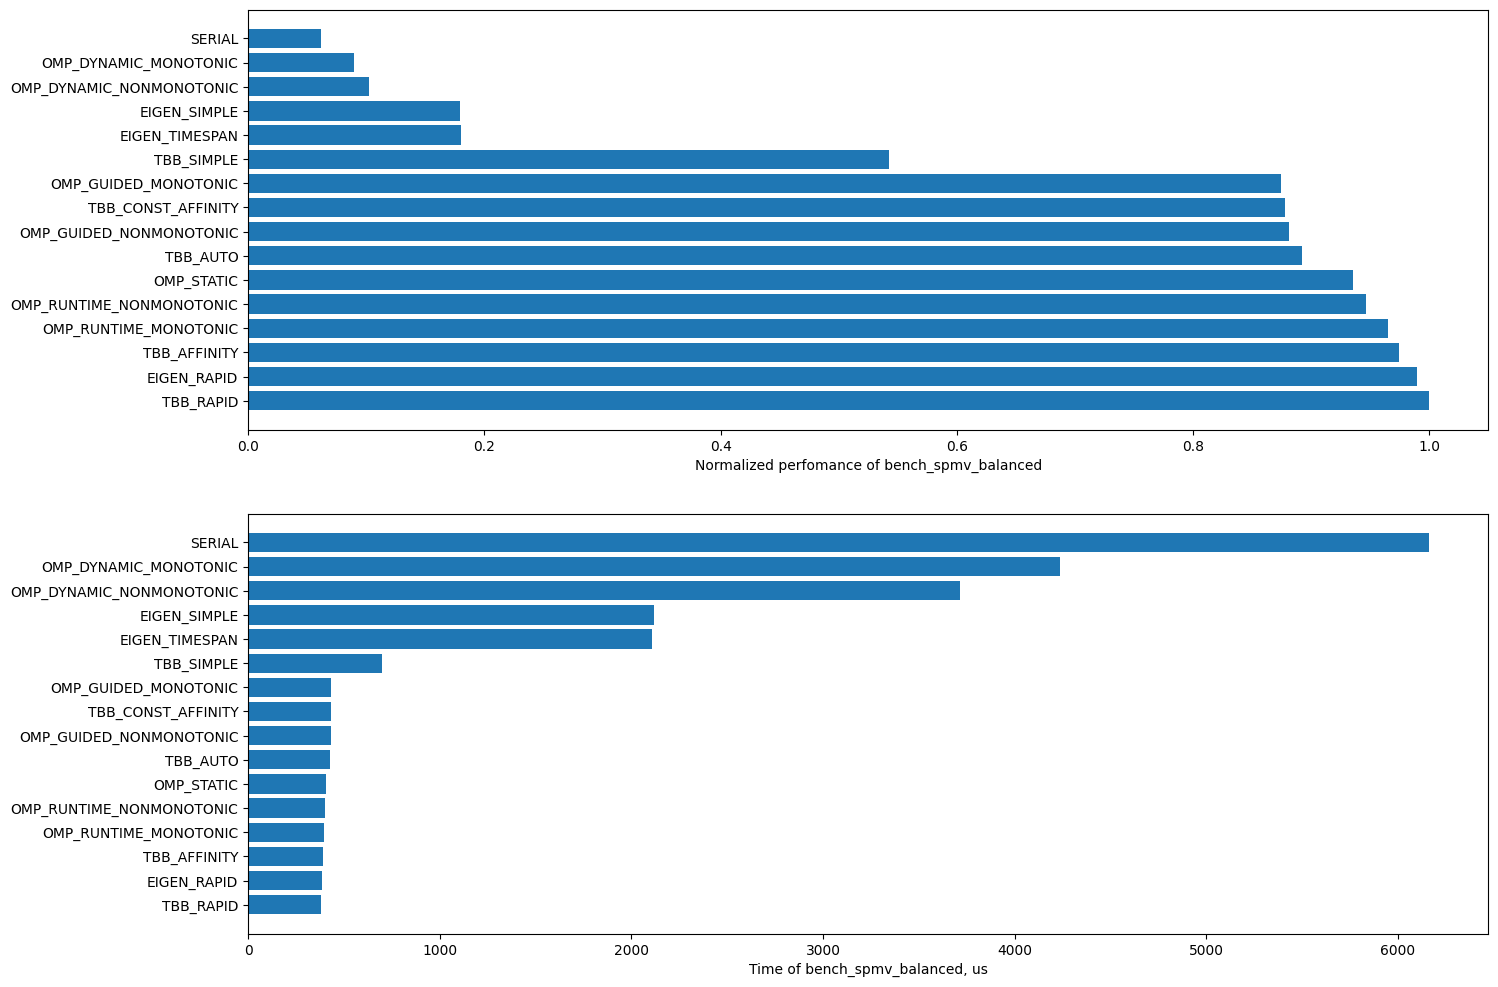 SERIAL
OMP_DYNAMIC_MONOTONIC
OMP_DYNAMIC_NONMONOTONIC
EIGEN_SIMPLE
EIGEN_TIMESPAN
TBB_SIMPLE
OMP_GUIDED_MONOTONIC
TBB_CONST_AFFINITY
OMP_GUIDED_NONMONOTONIC
TBB_AUTO
OMP_STATIC
OMP_RUNTIME_NONMONOTONIC
OMP_RUNTIME_MONOTONIC
TBB_AFFINITY
EIGEN_RAPID
TBB_RAPID
0.0 0.2 0.4 0.6 0.8 1.0
Normalized perfomance of bench_spmv_balanced
SERIAL
OMP_DYNAMIC_MONOTONIC
OMP_DYNAMIC_NONMONOTONIC
EIGEN_SIMPLE
EIGEN_TIMESPAN
TBB_SIMPLE
OMP_GUIDED_MONOTONIC
TBB_CONST_AFFINITY
OMP_GUIDED_NONMONOTONIC
TBB_AUTO
OMP_STATIC
OMP_RUNTIME_NONMONOTONIC
OMP_RUNTIME_MONOTONIC
TBB_AFFINITY
EIGEN_RAPID
TBB_RAPID
0 1000 2000 3000 4000 5000 6000
Time of bench_spmv_balanced, us